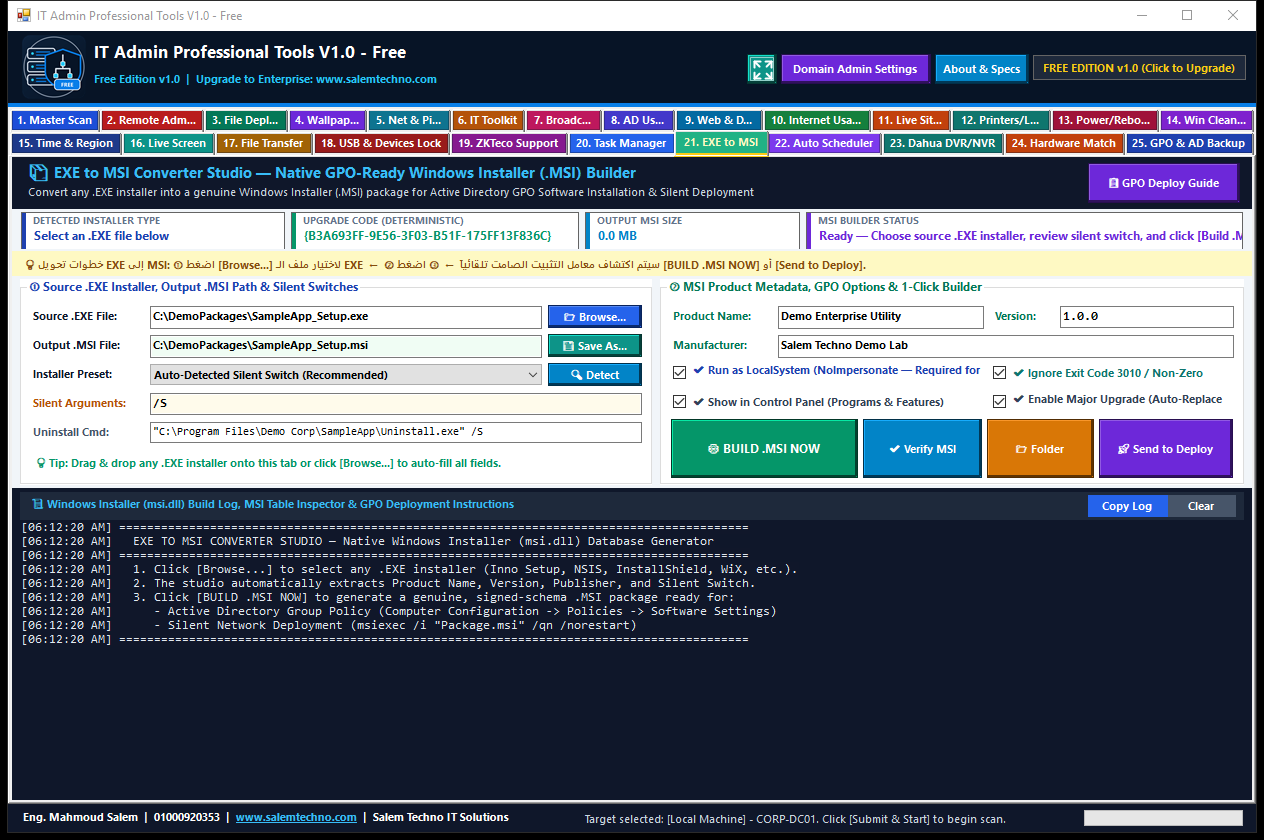 IT Admin Professional Tools V1.0 - Free
IT Admin Professional Tools V1.0 - Free
Free Edition v1.0 | Upgrade to Enterprise: www.salemtechno.com
FREE
Domain Admin Settings
About & Specs
FREE EDITION v1.0 (Click to Upgrade)
1. Master Scan
2. Remote Adm...
3. File Depl...
4. Wallpap...
5. Net & Pi...
6. IT Toolkit
7. Broadc...
8. AD Us...
9. Web & D...
10. Internet Usa...
11. Live Sit...
12. Printers/L...
13. Power/Rebo...
14. Win Clean...
15. Time & Region
16. Live Screen
17. File Transfer
18. USB & Devices Lock
19. ZKTeco Support
20. Task Manager
21. EXE to MSI
22. Auto Scheduler
23. Dahua DVR/NVR
24. Hardware Match
25. GPO & AD Backup
EXE to MSI Converter Studio — Native GPO-Ready Windows Installer (.MSI) Builder
Convert any .EXE installer into a genuine Windows Installer (.MSI) package for Active Directory GPO Software Installation & Silent Deployment
GPO Deploy Guide
DETECTED INSTALLER TYPE
Select an .EXE file below
UPGRADE CODE (DETERMINISTIC)
{B3A693FF-9E56-3F03-B51F-175FF13F836C}
OUTPUT MSI SIZE
0.0 MB
MSI BUILDER STATUS
Ready — Choose source .EXE installer, review silent switch, and click [Build .M
خطوات تحويل EXE إلى MSI: ① اضغط [Browse...] لاختيار ملف الـ EXE ← ② اضغط ← ③ سيتم اكتشاف معامل التثبيت الصامت تلقائياً [BUILD .MSI NOW] أو [Send to Deploy].
① Source .EXE Installer, Output .MSI Path & Silent Switches
Source .EXE File:
C:\DemoPackages\SampleApp_Setup.exe
Browse...
Output .MSI File:
C:\DemoPackages\SampleApp_Setup.msi
Save As...
Installer Preset:
Auto-Detected Silent Switch (Recommended)
Detect
Silent Arguments:
/S
Uninstall Cmd:
"C:\Program Files\Demo Corp\SampleApp\Uninstall.exe" /S
Tip: Drag & drop any .EXE installer onto this tab or click [Browse...] to auto-fill all fields.
② MSI Product Metadata, GPO Options & 1-Click Builder
Product Name:
Demo Enterprise Utility
Version:
1.0.0
Manufacturer:
Salem Techno Demo Lab
Run as LocalSystem (NoImpersonate — Required for
Ignore Exit Code 3010 / Non-Zero
Show in Control Panel (Programs & Features)
Enable Major Upgrade (Auto-Replace
BUILD .MSI NOW
Verify MSI
Folder
Send to Deploy
Windows Installer (msi.dll) Build Log, MSI Table Inspector & GPO Deployment Instructions
Copy Log
Clear
[06:12:20 AM] ==========================================================================================
[06:12:20 AM]   EXE TO MSI CONVERTER STUDIO — Native Windows Installer (msi.dll) Database Generator
[06:12:20 AM] ==========================================================================================
[06:12:20 AM]   1. Click [Browse...] to select any .EXE installer (Inno Setup, NSIS, InstallShield, WiX, etc.).
[06:12:20 AM]   2. The studio automatically extracts Product Name, Version, Publisher, and Silent Switch.
[06:12:20 AM]   3. Click [BUILD .MSI NOW] to generate a genuine, signed-schema .MSI package ready for:
[06:12:20 AM]      - Active Directory Group Policy (Computer Configuration -> Policies -> Software Settings)
[06:12:20 AM]      - Silent Network Deployment (msiexec /i "Package.msi" /qn /norestart)
[06:12:20 AM] ==========================================================================================
Eng. Mahmoud Salem | 01000920353 | www.salemtechno.com | Salem Techno IT Solutions
Target selected: [Local Machine] - CORP-DC01. Click [Submit & Start] to begin scan.